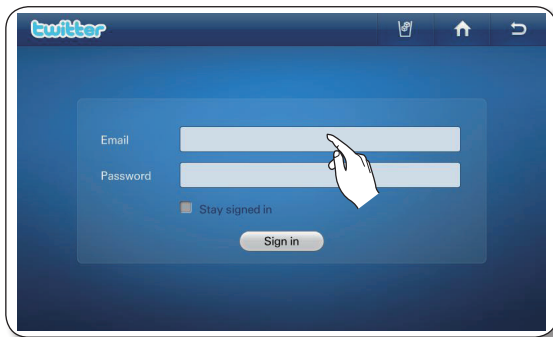 twitter
Email
Password
Stay signed in
Sign in